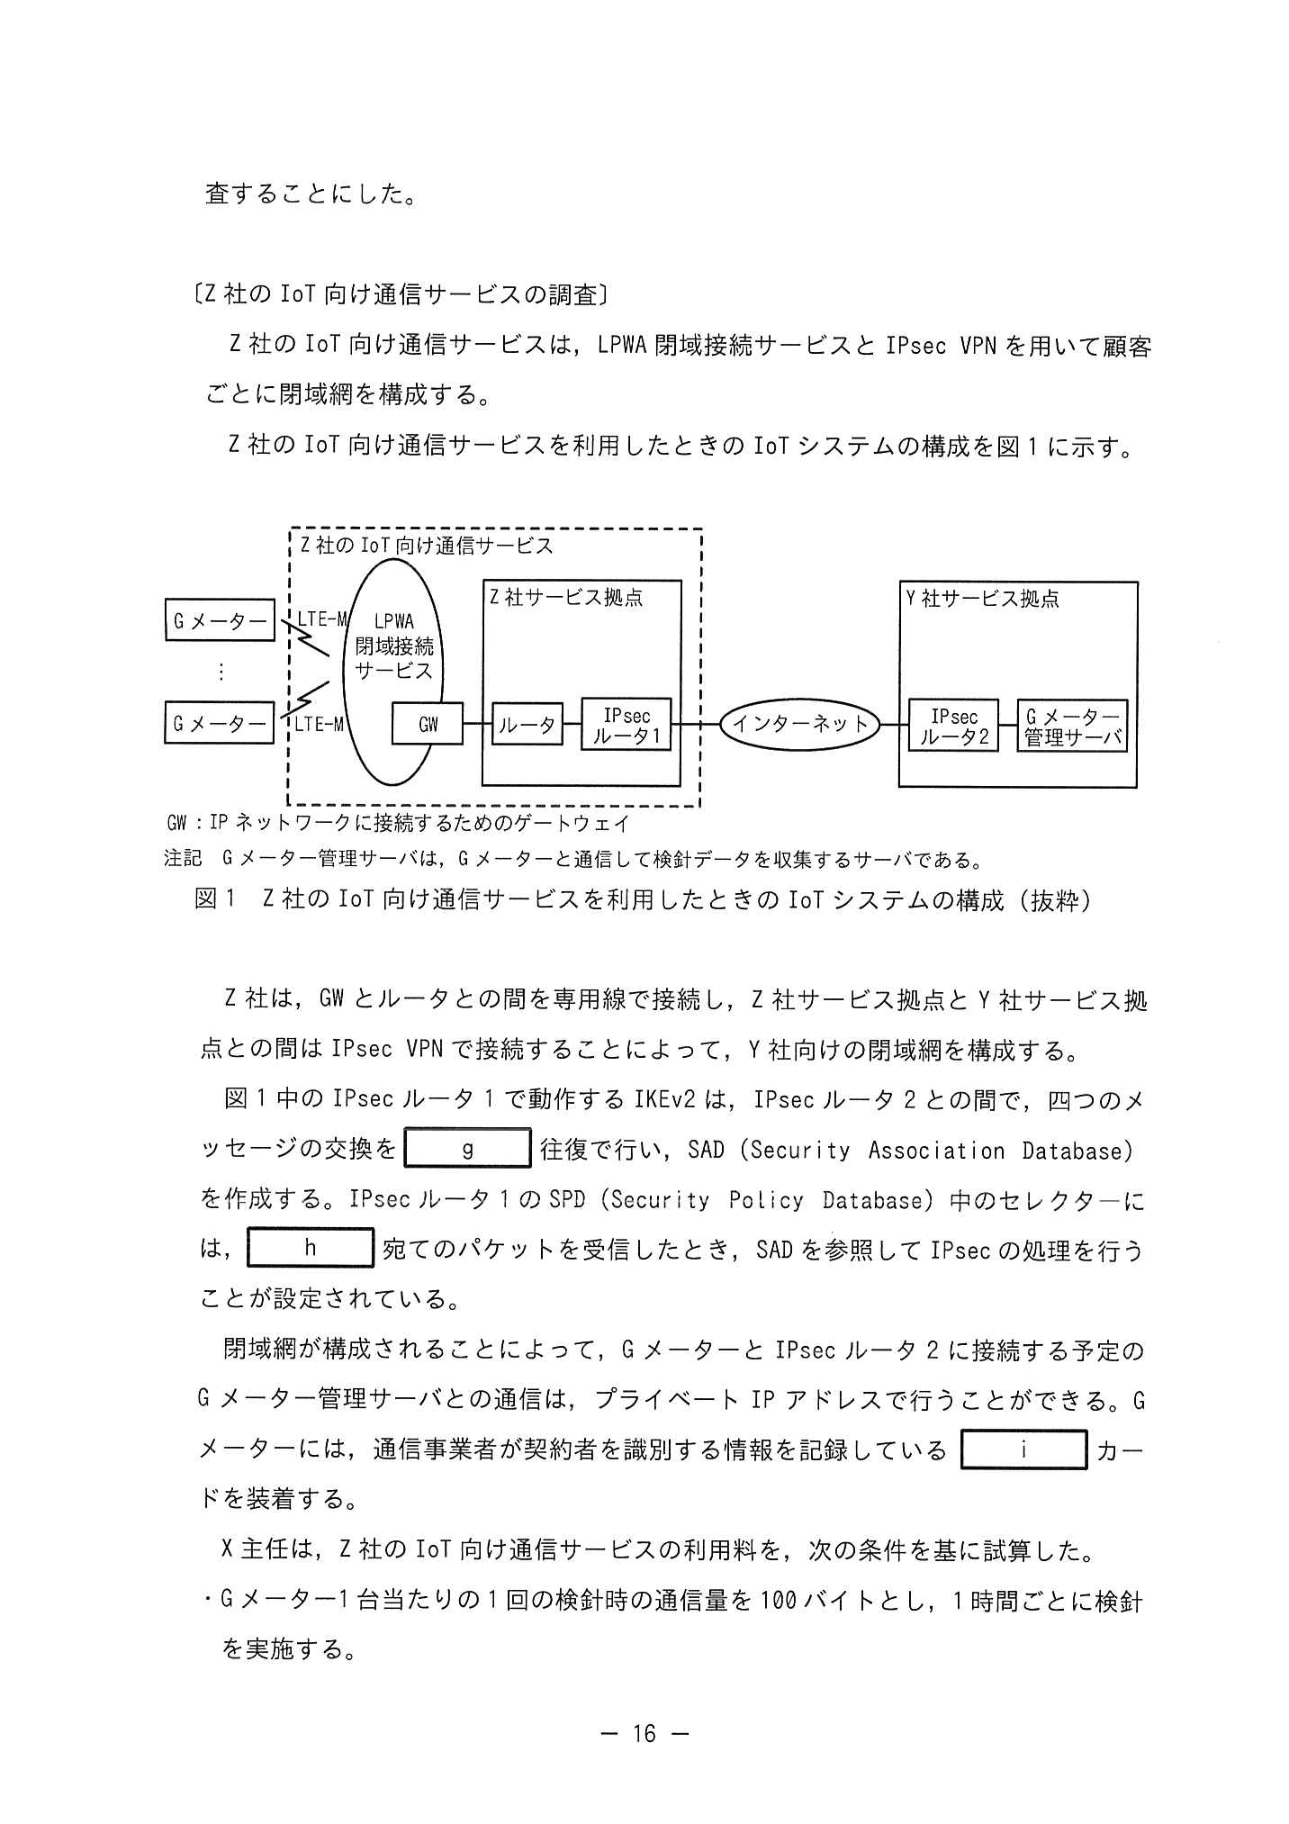 査することにした。
〔Z 社の IoT 向け通信サービスの調査〕
Z 社の IoT 向け通信サービスは，LPWA 閉域接続サービスと IPsec VPN を用いて顧客
ごとに閉域網を構成する。
Z 社の IoT 向け通信サービスを利用したときの IoT システムの構成を図 1 に示す。
Z 社の IoT 向け通信サービス
G メーター
LTE-M
LPWA
閉域接続
サービス
Z 社サービス拠点
Y 社サービス拠点
⋮
G メーター
LTE-M
GW
ルータ
IPsec
ルータ1
インターネット
IPsec
ルータ2
G メーター
管理サーバ
GW：IP ネットワークに接続するためのゲートウェイ
注記 G メーター管理サーバは，G メーターと通信して検針データを収集するサーバである。
図 1 Z 社の IoT 向け通信サービスを利用したときの IoT システムの構成（抜粋）
Z 社は，GW とルータとの間を専用線で接続し，Z 社サービス拠点と Y 社サービス拠
点との間は IPsec VPN で接続することによって，Y 社向けの閉域網を構成する。
図 1 中の IPsec ルータ 1 で動作する IKEv2 は，IPsec ルータ 2 との間で，四つのメ
ッセージの交換を g 往復で行い，SAD（Security Association Database）
を作成する。IPsec ルータ 1 の SPD（Security Policy Database）中のセレクターに
は， h 宛てのパケットを受信したとき，SAD を参照して IPsec の処理を行う
ことが設定されている。
閉域網が構成されることによって，G メーターと IPsec ルータ 2 に接続する予定の
G メーター管理サーバとの通信は，プライベート IP アドレスで行うことができる。G
メーターには，通信事業者が契約者を識別する情報を記録している i カー
ドを装着する。
X 主任は，Z 社の IoT 向け通信サービスの利用料を，次の条件を基に試算した。
・G メーター1 台当たりの 1 回の検針時の通信量を 100 バイトとし，1 時間ごとに検針
を実施する。
－ 16 －